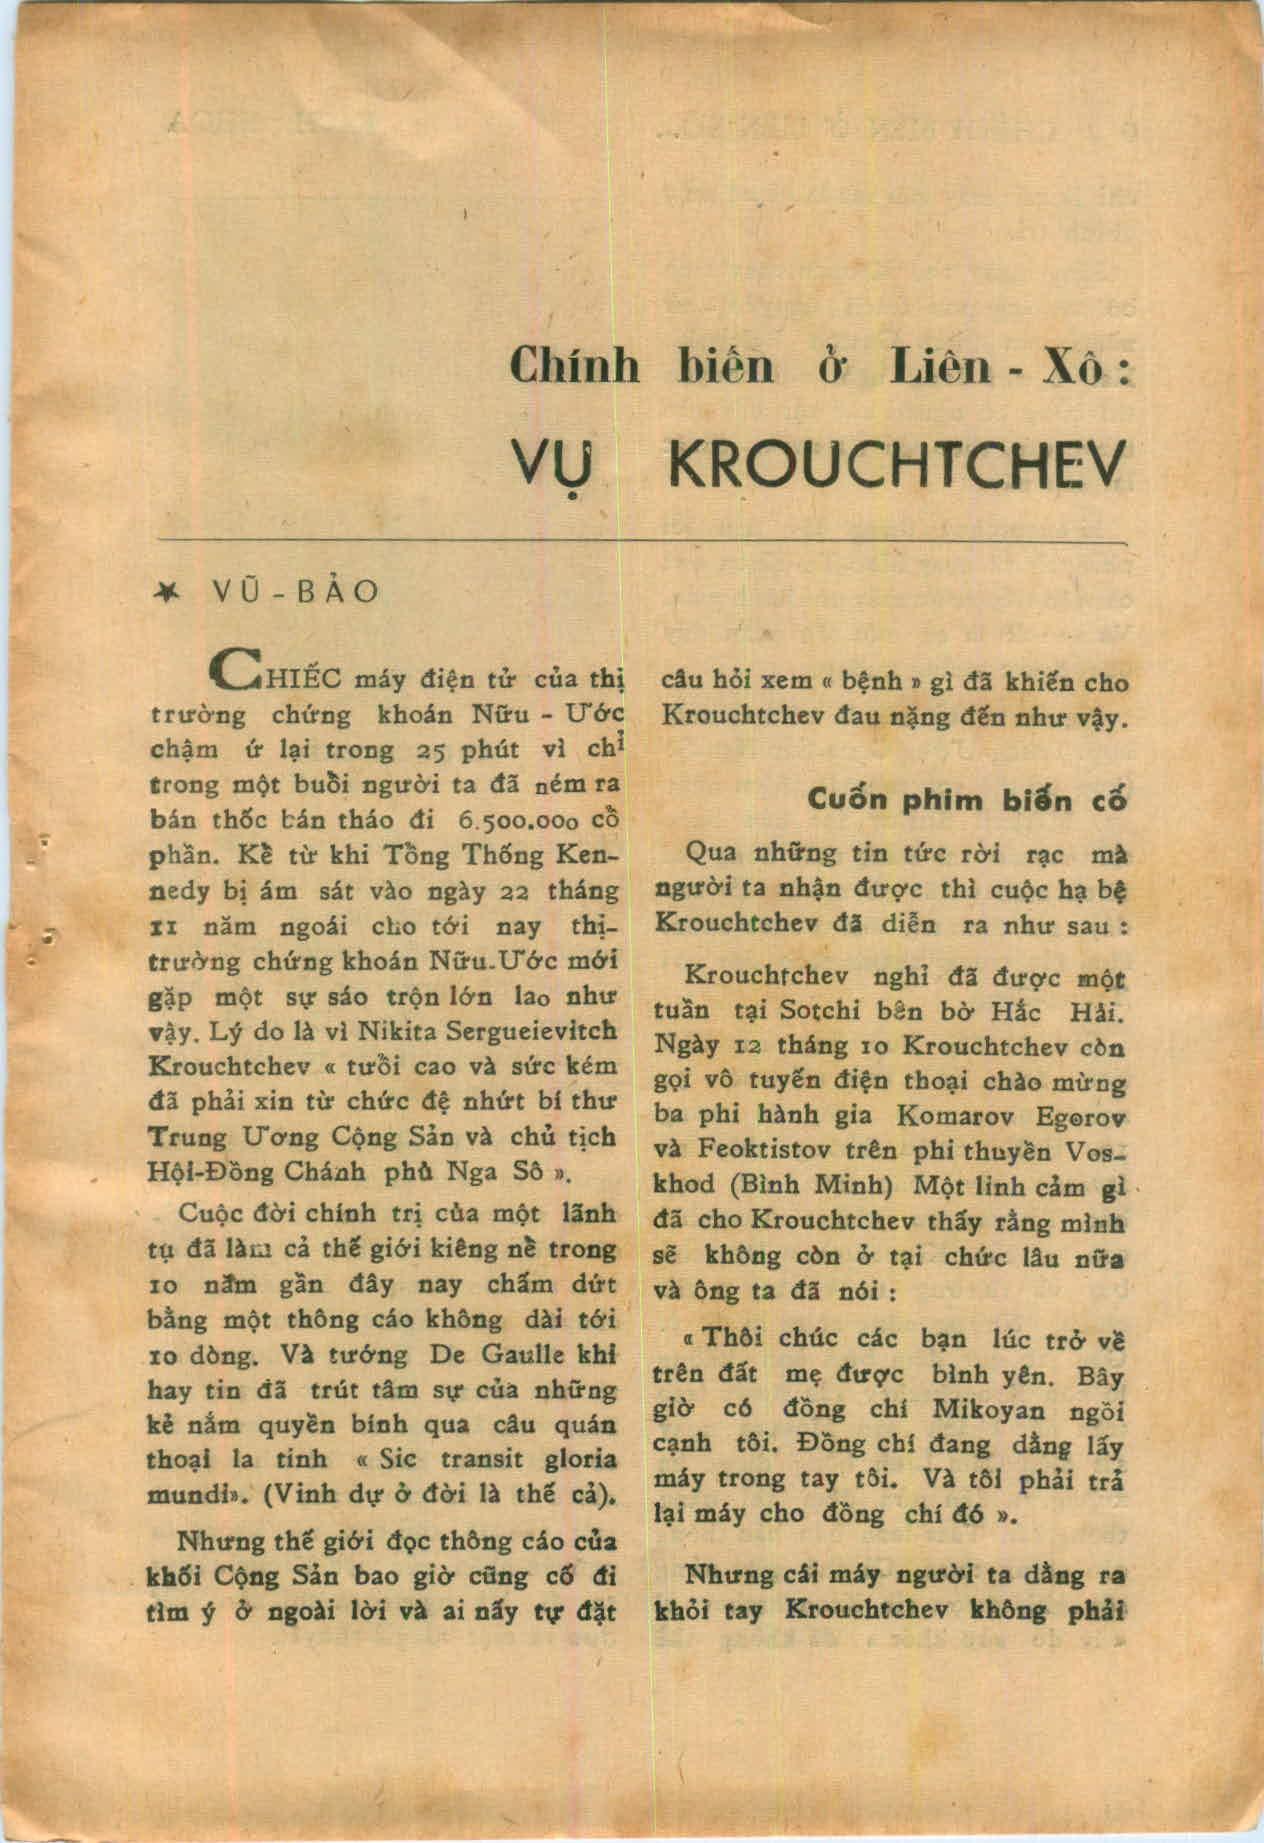 Chính biến ở Liên - Xô :
VỤ KROUCHTCHEV
★ VŨ - BẢO
CHIẾC máy điện tử của thị
trường chứng khoán Nữu - Ước
chậm ứ lại trong 25 phút vì chỉ
trong một buổi người ta đã ném ra
bán thốc bán tháo đi 6.500.000 cổ
phần. Kể từ khi Tổng Thống Ken-
nedy bị ám sát vào ngày 22 tháng
11 năm ngoái cho tới nay thị-
trường chứng khoán Nữu-Ước mới
gặp một sự sáo trộn lớn lao như
vậy. Lý do là vì Nikita Sergueievitch
Krouchtchev « tuổi cao và sức kém
đã phải xin từ chức đệ nhứt bí thư
Trung Ương Cộng Sản và chủ tịch
Hội-Đồng Chánh phủ Nga Sô ».
Cuộc đời chính trị của một lãnh
tụ đã làm cả thế giới kiêng nể trong
10 năm gần đây nay chấm dứt
bằng một thông cáo không dài tới
10 dòng. Và tướng De Gaulle khi
hay tin đã trút tâm sự của những
kẻ nắm quyền bính qua câu quán
thoại la tinh « Sic transit gloria
mundi». (Vinh dự ở đời là thế cả).
Nhưng thế giới đọc thông cáo của
khối Cộng Sản bao giờ cũng cố đi
tìm ý ở ngoài lời và ai nấy tự đặt
câu hỏi xem « bệnh » gì đã khiến cho
Krouchtchev đau nặng đến như vậy.
Cuốn phim biến cố
Qua những tin tức rời rạc mà
người ta nhận được thì cuộc hạ bệ
Krouchtchev đã diễn ra như sau :
Krouchtchev nghỉ đã được một
tuần tại Sotchi bên bờ Hắc Hải.
Ngày 12 tháng 10 Krouchtchev còn
gọi vô tuyến điện thoại chào mừng
ba phi hành gia Komarov Egorov
và Feoktistov trên phi thuyền Vos-
khod (Bình Minh) Một linh cảm gì
đã cho Krouchtchev thấy rằng mình
sẽ không còn ở tại chức lâu nữa
và ông ta đã nói :
« Thôi chúc các bạn lúc trở về
trên đất mẹ được bình yên. Bây
giờ có đồng chí Mikoyan ngồi
cạnh tôi. Đồng chí đang dằng lấy
máy trong tay tôi. Và tôi phải trả
lại máy cho đồng chí đó ».
Nhưng cái máy người ta dằng ra
khỏi tay Krouchtchev không phải